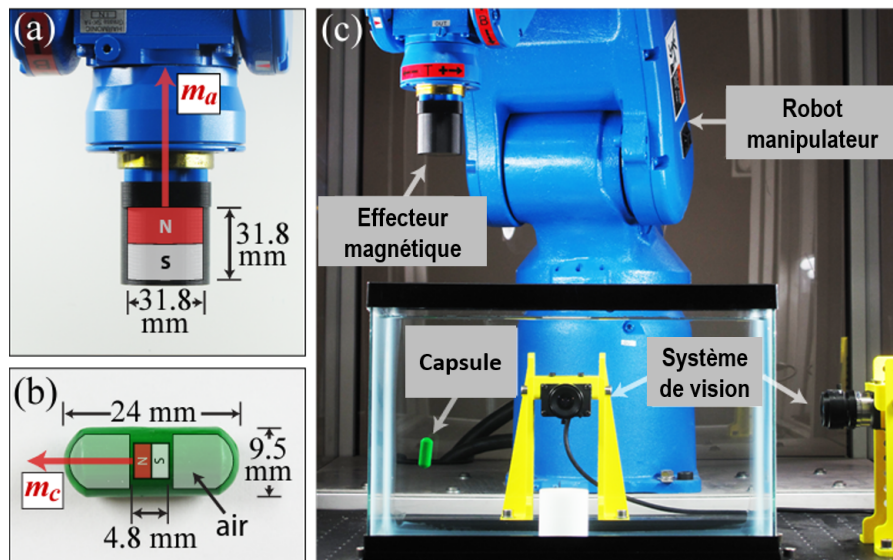 (a)
HARMONIC
m_a
N
S
31.8
mm
31.8
mm
(b)
24 mm
N
S
m_c
9.5
mm
air
4.8 mm
(c)
Robot
manipulateur
Effecteur
magnétique
Capsule
Système
de vision